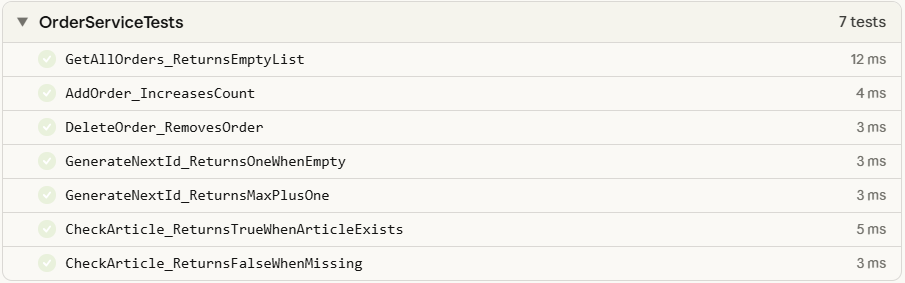 OrderServiceTests 7 tests
GetAllOrders_ReturnsEmptyList 12 ms
AddOrder_IncreasesCount 4 ms
DeleteOrder_RemovesOrder 3 ms
GenerateNextId_ReturnsOneWhenEmpty 3 ms
GenerateNextId_ReturnsMaxPlusOne 3 ms
CheckArticle_ReturnsTrueWhenArticleExists 5 ms
CheckArticle_ReturnsFalseWhenMissing 3 ms